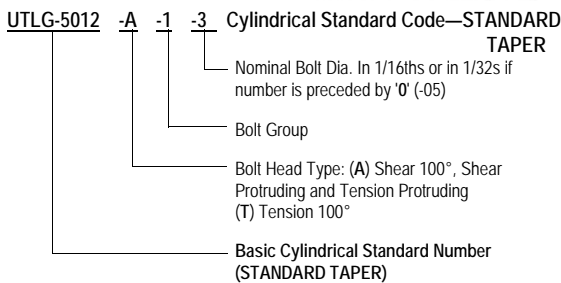 UTLG-5012 -A -1 -3 Cylindrical Standard Code—STANDARD
TAPER
Nominal Bolt Dia. In 1/16ths or in 1/32s if
number is preceded by '0' (-05)
Bolt Group
Bolt Head Type: (A) Shear 100°, Shear
Protruding and Tension Protruding
(T) Tension 100°
Basic Cylindrical Standard Number
(STANDARD TAPER)